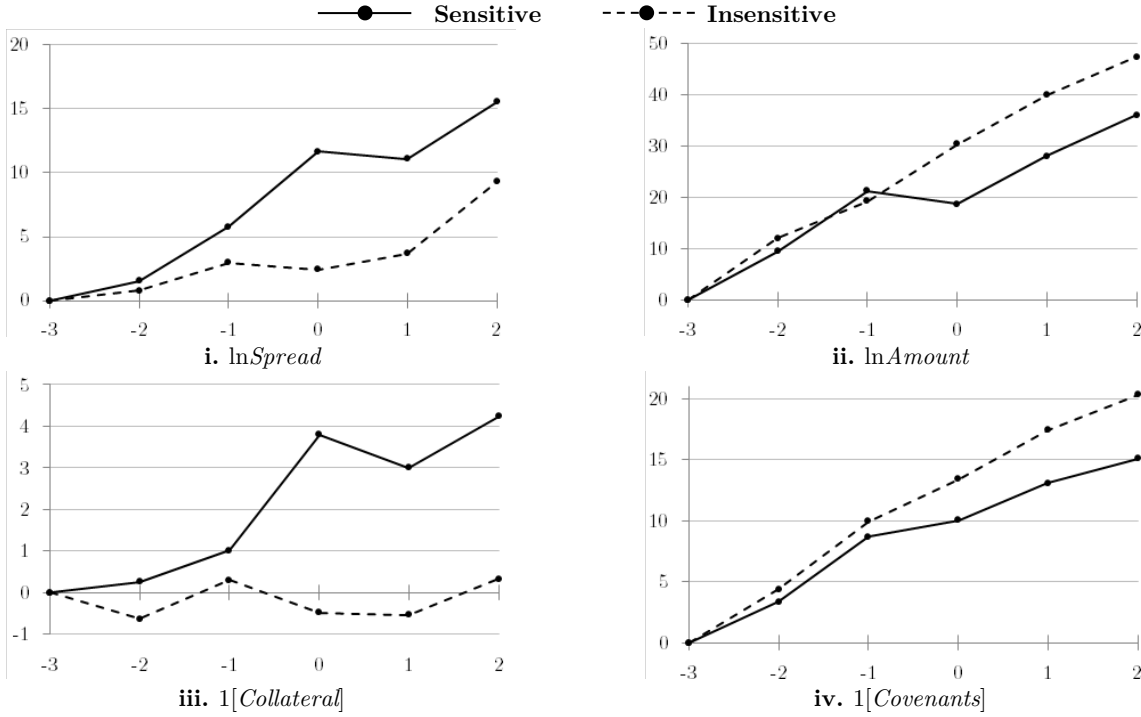 Sensitive Insensitive
20
15
10
5
0
-3 -2 -1 0 1 2
i. lnSpread
50
40
30
20
10
0
-3 -2 -1 0 1 2
ii. lnAmount
5
4
3
2
1
0
-1
-3 -2 -1 0 1 2
iii. 1[Collateral]
20
15
10
5
0
-3 -2 -1 0 1 2
iv. 1[Covenants]